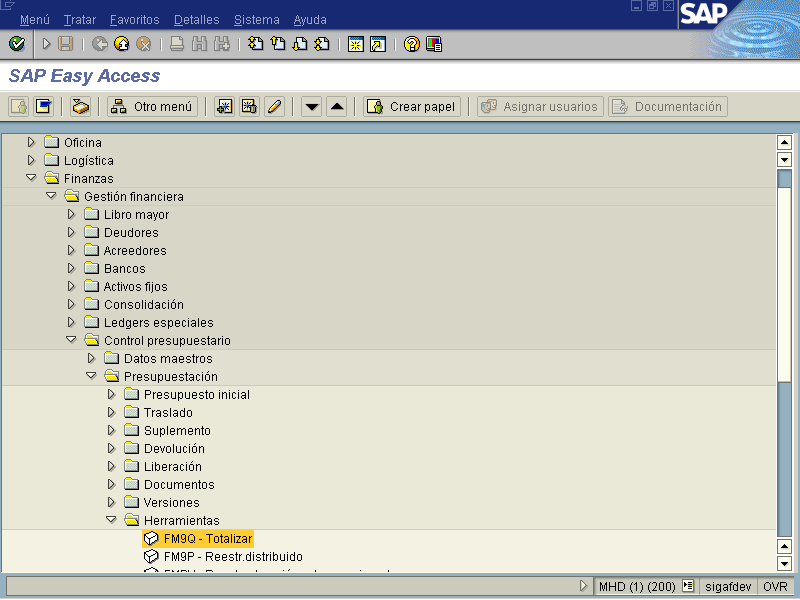 Menú Tratar Favoritos Detalles Sistema Ayuda
SAP
SAP Easy Access
Otro menú Crear papel Asignar usuarios Documentación
Oficina
Logística
Finanzas
Gestión financiera
Libro mayor
Deudores
Acreedores
Bancos
Activos fijos
Consolidación
Ledgers especiales
Control presupuestario
Datos maestros
Presupuestación
Presupuesto inicial
Traslado
Suplemento
Devolución
Liberación
Documentos
Versiones
Herramientas
FM9Q - Totalizar
FM9P - Reestr.distribuido
MHD (1) (200) sigafdev OVR